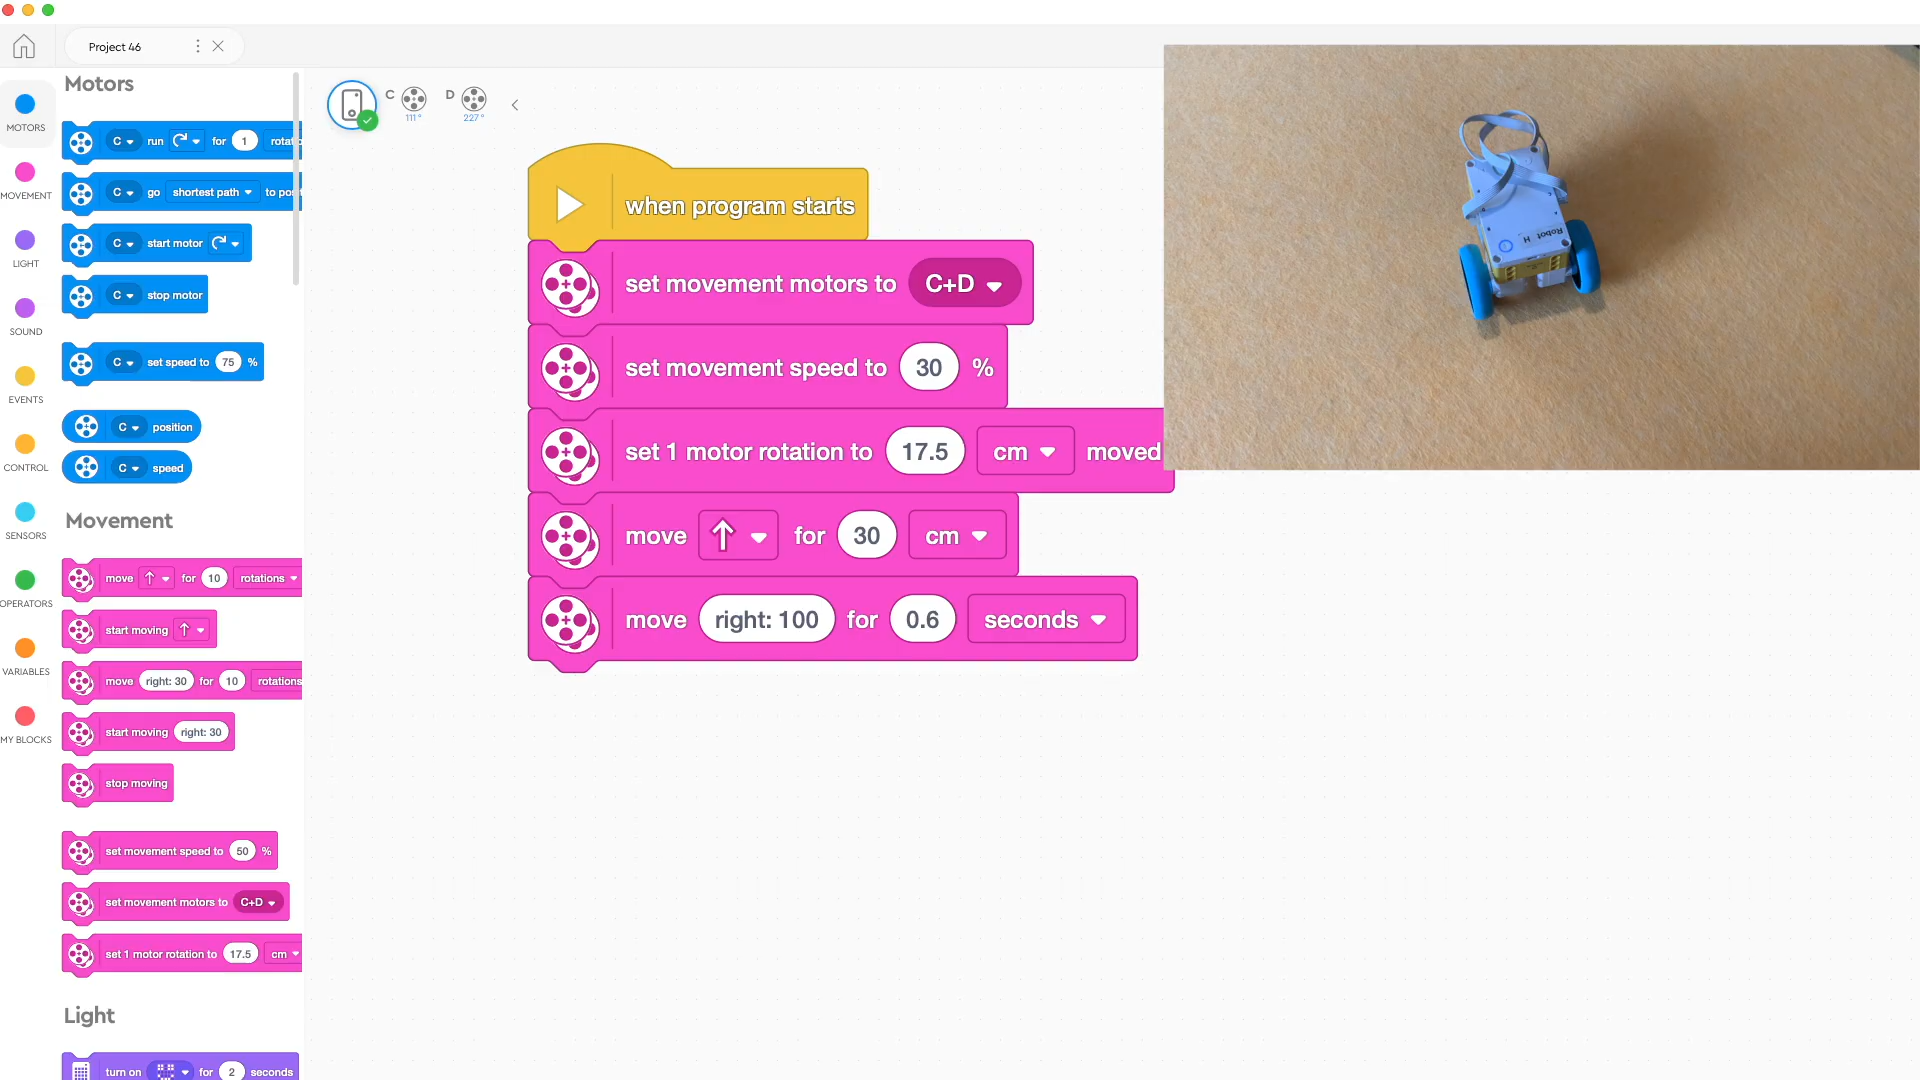 Project 46
Motors
MOTORS
MOVEMENT
LIGHT
SOUND
EVENTS
CONTROL
SENSORS
OPERATORS
VARIABLES
MY BLOCKS
C run for 1
C go shortest path to
C start motor
C stop motor
C set speed to 75 %
C position
C speed
Movement
move for 10 rotations
start moving
move right: 30 for 10 rotations
start moving right: 30
stop moving
set movement speed to 50 %
set movement motors to C+D
set 1 motor rotation to 17.5 cm
Light
turn on for 2 seconds
C
111°
D
227°
when program starts
set movement motors to C+D
set movement speed to 30 %
set 1 motor rotation to 17.5 cm moved
move for 30 cm
move right: 100 for 0.6 seconds
Robot H